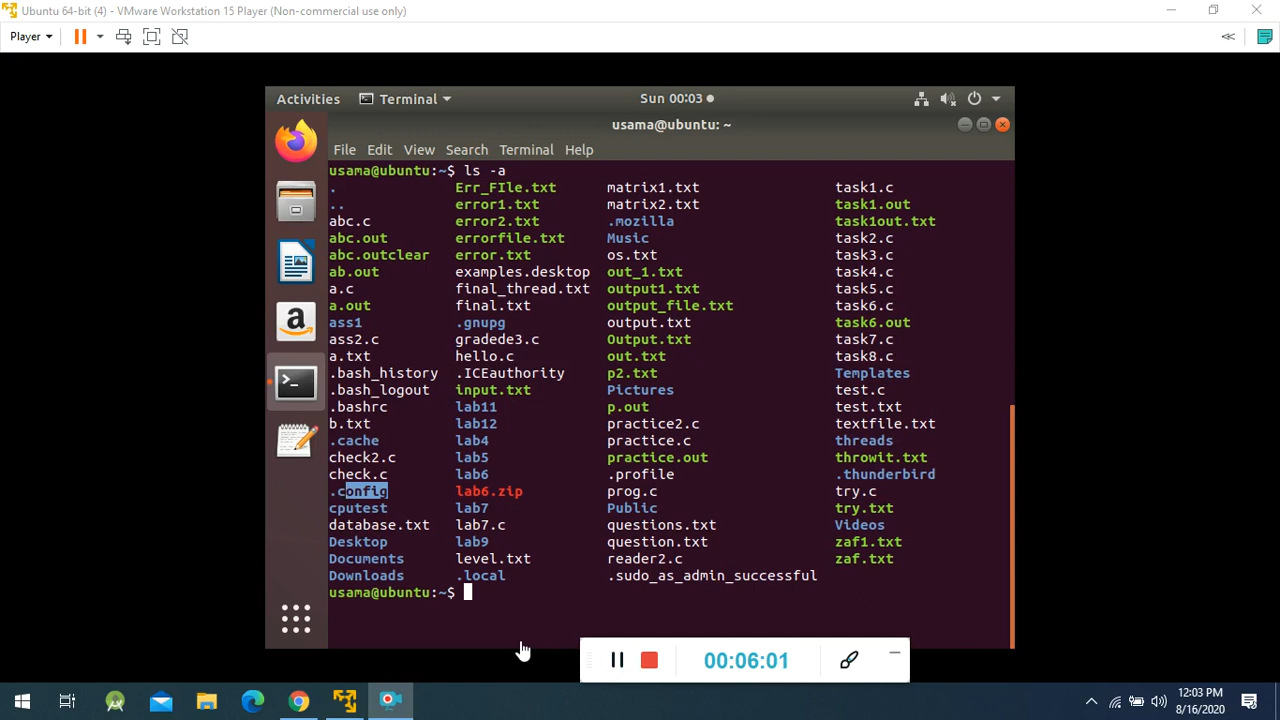 Ubuntu 64-bit (4) - VMware Workstation 15 Player (Non-commercial use only)
Player
Activities Terminal Sun 00:03
usama@ubuntu: ~
File Edit View Search Terminal Help
usama@ubuntu:~$ ls -a
. Err_FIle.txt matrix1.txt task1.c
.. error1.txt matrix2.txt task1.out
abc.c error2.txt .mozilla task1out.txt
abc.out errorfile.txt Music task2.c
abc.outclear error.txt os.txt task3.c
ab.out examples.desktop out_1.txt task4.c
a.c final_thread.txt output1.txt task5.c
a.out final.txt output_file.txt task6.c
ass1 .gnupg output.txt task6.out
ass2.c gradede3.c Output.txt task7.c
a.txt hello.c out.txt task8.c
.bash_history .ICEauthority p2.txt Templates
.bash_logout input.txt Pictures test.c
.bashrc lab11 p.out test.txt
b.txt lab12 practice2.c textfile.txt
.cache lab4 practice.c threads
check2.c lab5 practice.out throwit.txt
check.c lab6 .profile .thunderbird
.config lab6.zip prog.c try.c
cputest lab7 Public try.txt
database.txt lab7.c questions.txt Videos
Desktop lab9 question.txt zaf1.txt
Documents level.txt reader2.c zaf.txt
Downloads .local .sudo_as_admin_successful
usama@ubuntu:~$
00:06:01
12:03 PM
8/16/2020